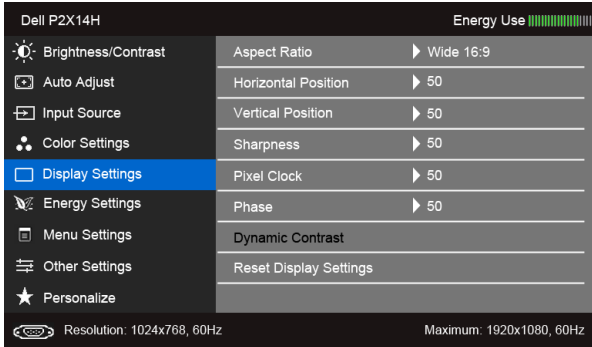 Dell P2X14H Energy Use
Brightness/Contrast Aspect Ratio Wide 16:9
Auto Adjust Horizontal Position 50
Input Source Vertical Position 50
Color Settings Sharpness 50
Display Settings Pixel Clock 50
Energy Settings Phase 50
Menu Settings Dynamic Contrast
Other Settings Reset Display Settings
Personalize
Resolution: 1024x768, 60Hz Maximum: 1920x1080, 60Hz